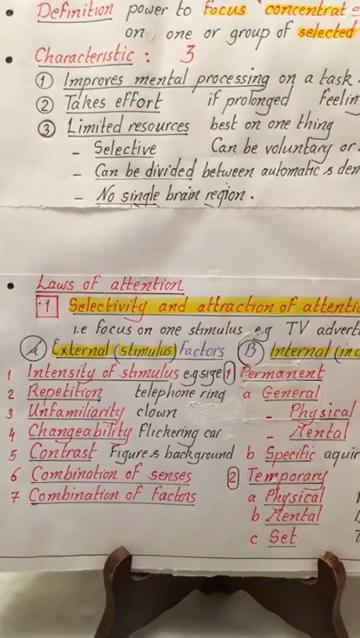 • Definition power to focus concentrat
on, one or group of selected
• Characteristic : 3
① Improves mental processing on a task.
② Takes effort if prolonged Feelin
③ Limited resources best on one thing
- Selective Can be voluntary or
- Can be divided between automatic & dem
- No single brain region.
• Laws of attention
1 Selectivity and attraction of attenti
i.e focus on one stimulus e.g TV advert
Ⓐ External (stimulus) Factors Ⓑ Internal (in
1 Intensity of stimulus e.g size ① Permanent
2 Repetition telephone ring a General
3 Unfamiliarity clown - Physical
4 Changeability Flickering car - Mental
5 Contrast Figure & background b Specific aquir
6 Combination of senses ② Temporary
7 Combination of factors a Physical
b Mental
c Set